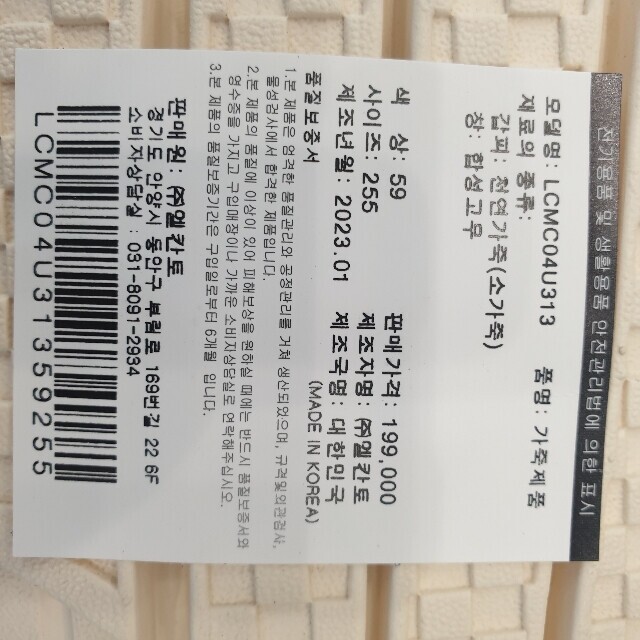 전기용품 및 생활용품 안전관리법에 의한 표시
모델명: LCMC04U313 품명: 가죽제품
재료의 종류:
갑피: 천연가죽(소가죽)
창: 합성고무
색 상: 59 판매가격: 199,000
사이즈: 255 제조자명: ㈜엘칸토
제조년월: 2023.01 제조국명: 대한민국
(MADE IN KOREA)
품질보증서
1.본 제품은 엄격한 품질관리와 공정관리를 거쳐 생산되었으며, 규격및외관검사,
물성검사에서 합격한 제품입니다.
2.본 제품의 품질에 이상이 있어 피해보상을 원하실 때에는 반드시 품질보증서와
영수증을 가지고 구입매장이나 가까운 소비자상담실로 연락해주십시오.
3.본 제품의 품질보증기간은 구입일로부터 6개월 입니다.
판매원: ㈜엘칸토
경기도 안양시 동안구 부림로 169번길 22 6F
소비자상담실 : 031-8091-2994
LCMC04U31359255